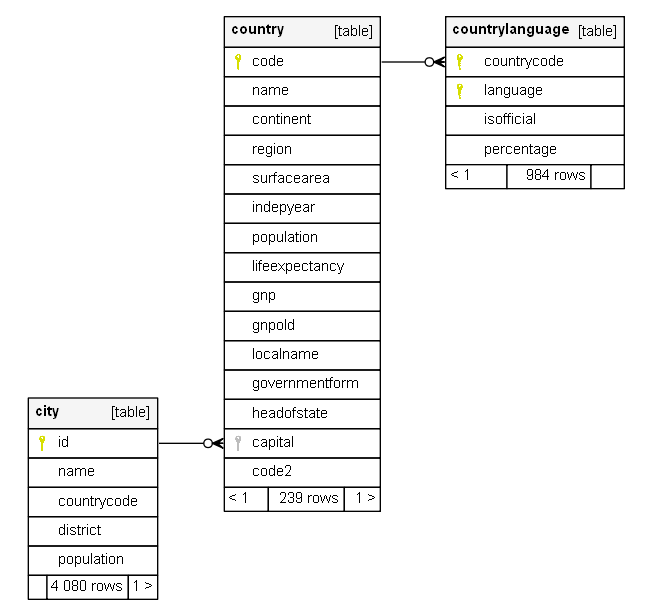 country [table]
code
name
continent
region
surfacearea
indepyear
population
lifeexpectancy
gnp
gnpold
localname
governmentform
headofstate
capital
code2
< 1 239 rows 1 >
countrylanguage [table]
countrycode
language
isofficial
percentage
< 1 984 rows
city [table]
id
name
countrycode
district
population
4 080 rows 1 >